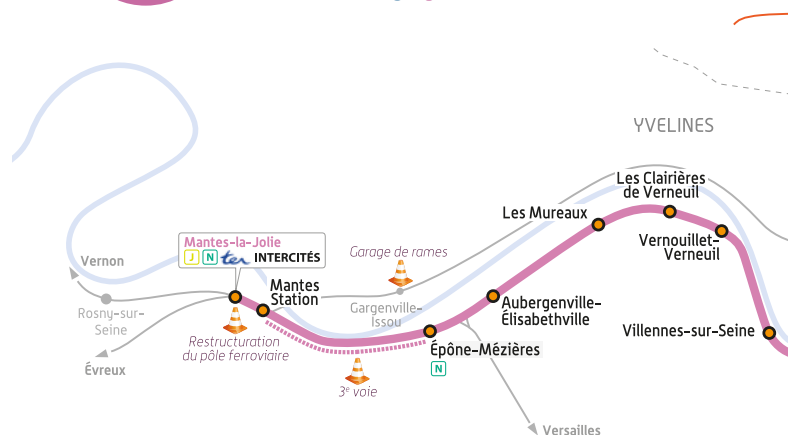 YVELINES
Les Clairières
de Verneuil
Les Mureaux
Vernouillet-
Verneuil
Mantes-la-Jolie
J N ter INTERCITÉS
Garage de rames
Vernon
Mantes
Station
Rosny-sur-
Seine
Gargenville-
Issou
Aubergenville-
Élisabethville
Villennes-sur-Seine
Restructuration
du pôle ferroviaire
Épône-Mézières
N
Évreux
3e voie
Versailles